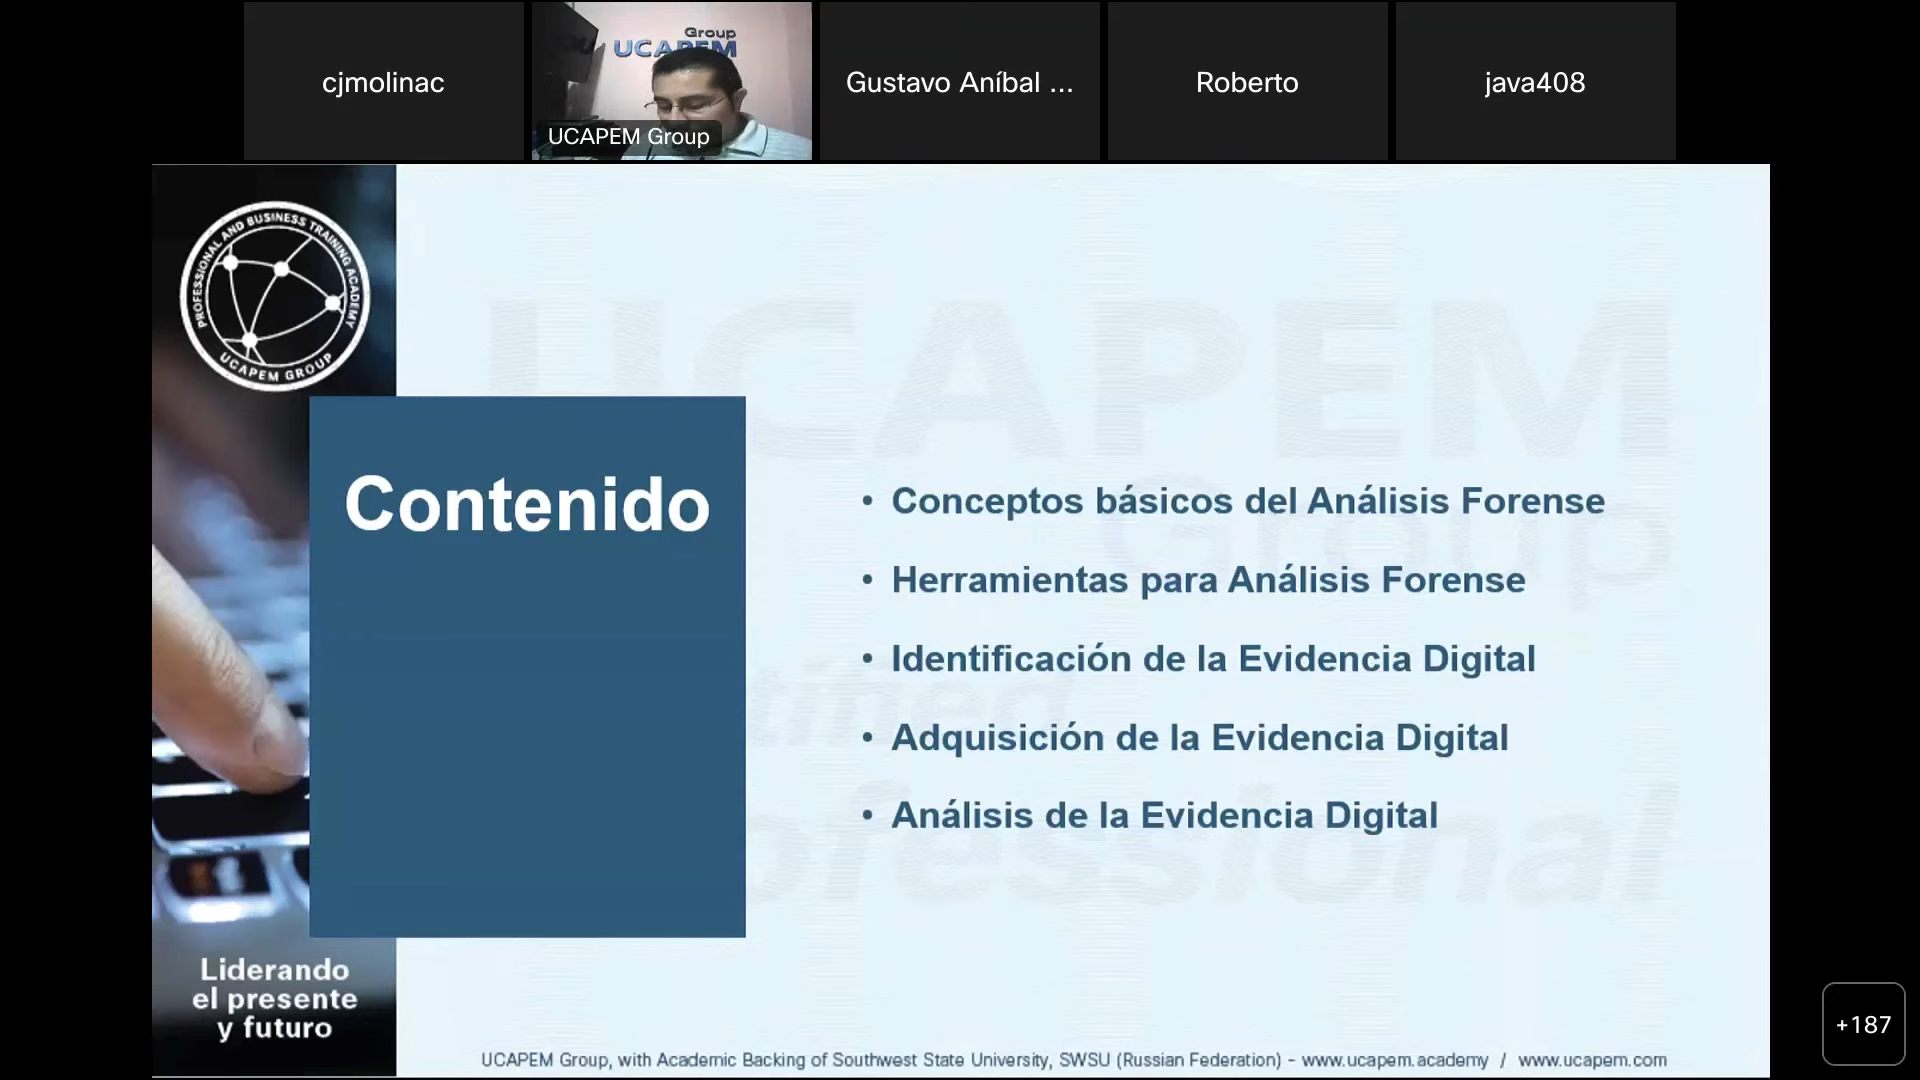 cjmolinac
Group
UCAPEM
UCAPEM Group
Gustavo Aníbal ...
Roberto
java408
PROFESSIONAL AND BUSINESS TRAINING ACADEMY
UCAPEM GROUP
UCAPEM
Group
Contenido
• Conceptos básicos del Análisis Forense
• Herramientas para Análisis Forense
• Identificación de la Evidencia Digital
• Adquisición de la Evidencia Digital
• Análisis de la Evidencia Digital
Liderando
el presente
y futuro
UCAPEM Group, with Academic Backing of Southwest State University, SWSU (Russian Federation) - www.ucapem.academy / www.ucapem.com
+187